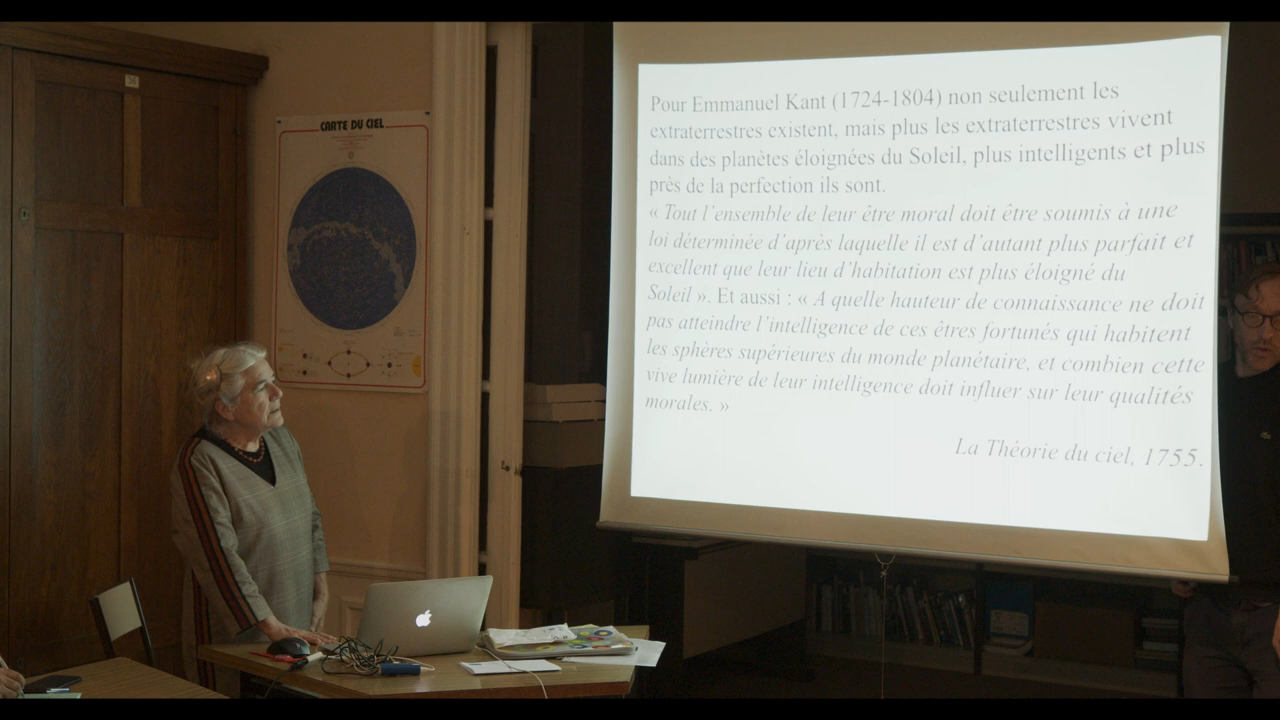 CARTE DU CIEL
Pour Emmanuel Kant (1724-1804) non seulement les
extraterrestres existent, mais plus les extraterrestres vivent
dans des planètes éloignées du Soleil, plus intelligents et plus
près de la perfection ils sont.
« Tout l’ensemble de leur être moral doit être soumis à une
loi déterminée d’après laquelle il est d’autant plus parfait et
excellent que leur lieu d’habitation est plus éloigné du
Soleil ». Et aussi : « A quelle hauteur de connaissance ne doit
pas atteindre l’intelligence de ces êtres fortunés qui habitent
les sphères supérieures du monde planétaire, et combien cette
vive lumière de leur intelligence doit influer sur leur qualités
morales. »
La Théorie du ciel, 1755.